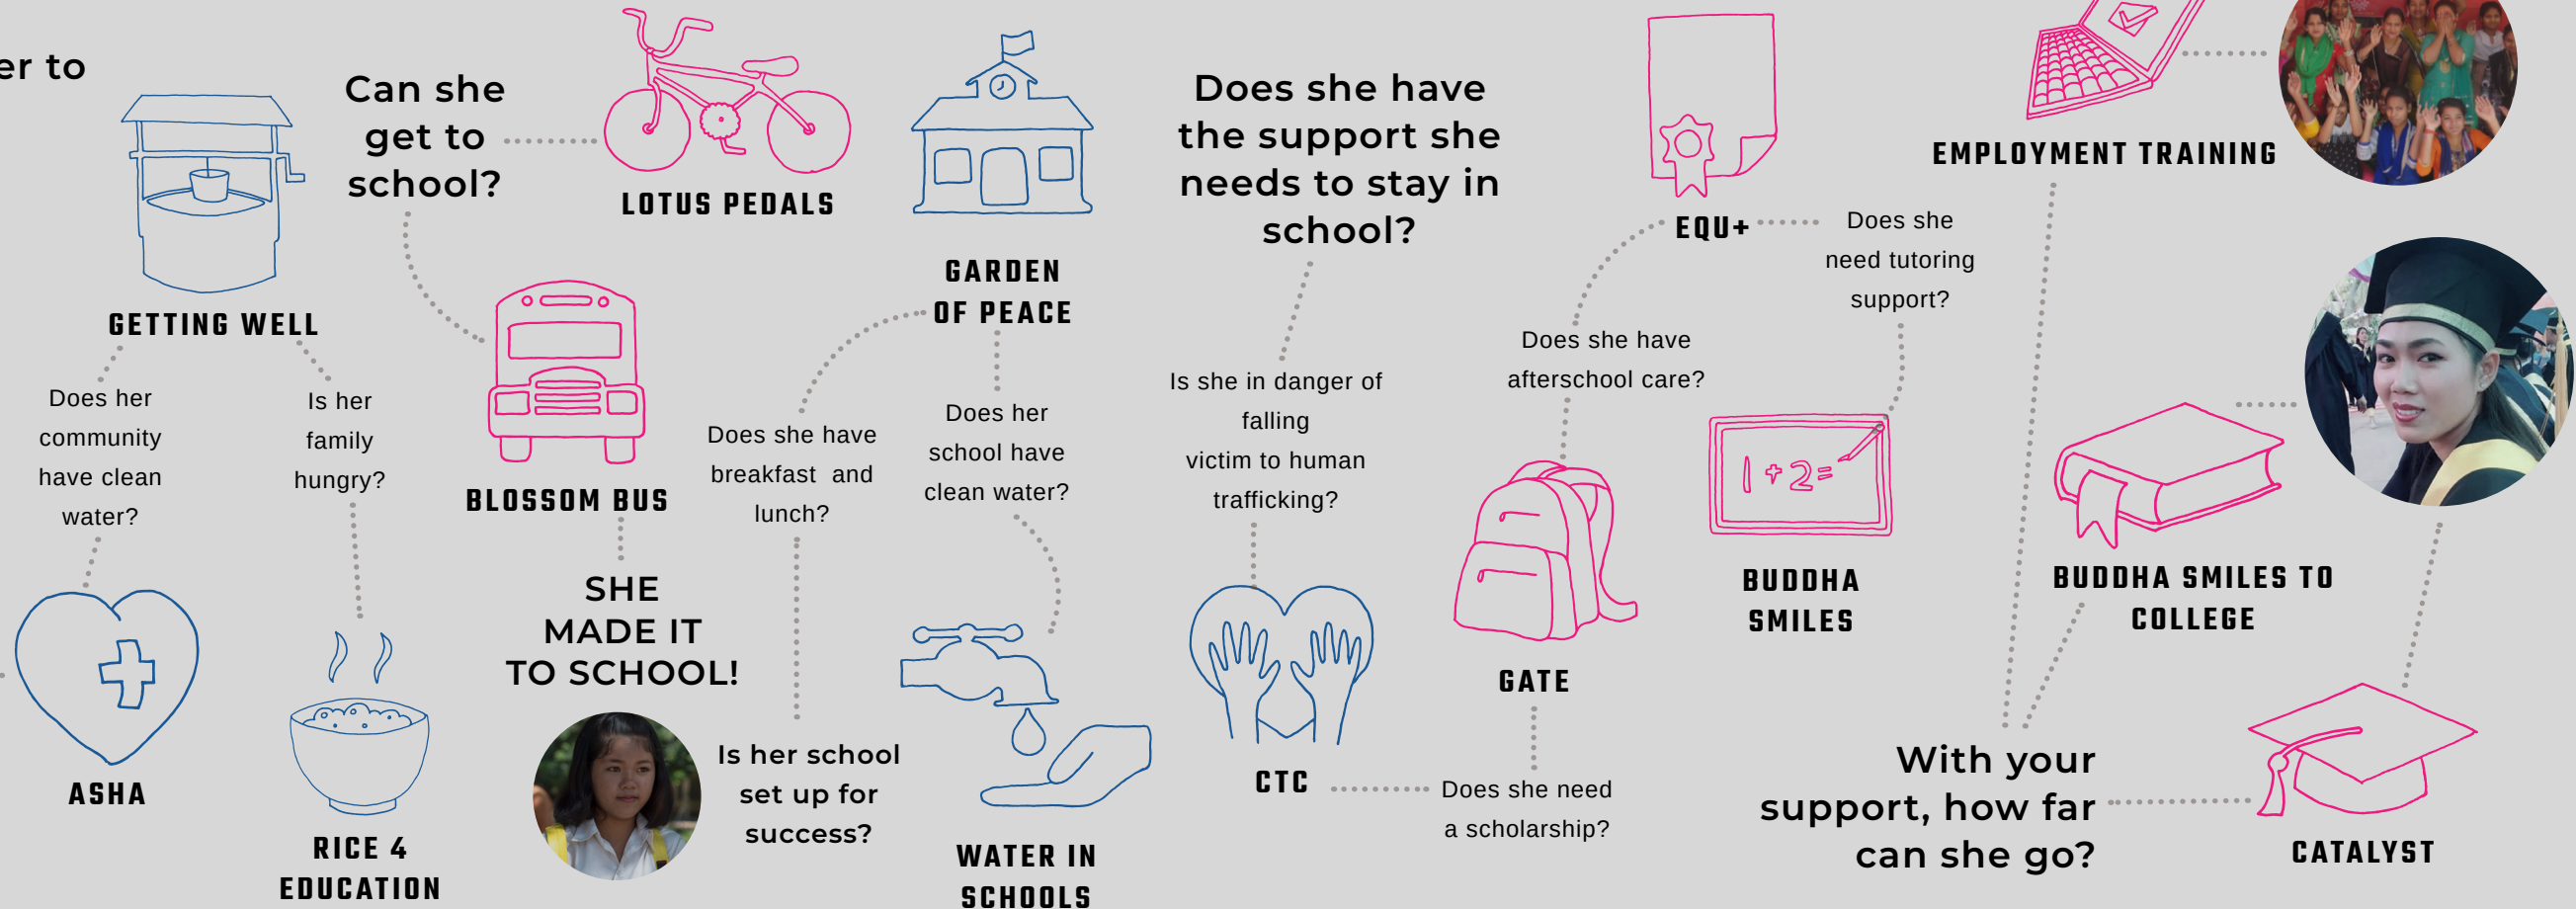 er to
GETTING WELL
Does her
community
have clean
water?
ASHA
Is her
family
hungry?
RICE 4
EDUCATION
Can she
get to
school?
LOTUS PEDALS
BLOSSOM BUS
SHE
MADE IT
TO SCHOOL!
Is her school
set up for
success?
Does she have
breakfast and
lunch?
GARDEN
OF PEACE
Does her
school have
clean water?
WATER IN
SCHOOLS
Does she have
the support she
needs to stay in
school?
Is she in danger of
falling
victim to human
trafficking?
CTC
Does she need
a scholarship?
GATE
Does she have
afterschool care?
EQU+
Does she
need tutoring
support?
1+2=
BUDDHA
SMILES
With your
support, how far
can she go?
EMPLOYMENT TRAINING
BUDDHA SMILES TO
COLLEGE
CATALYST